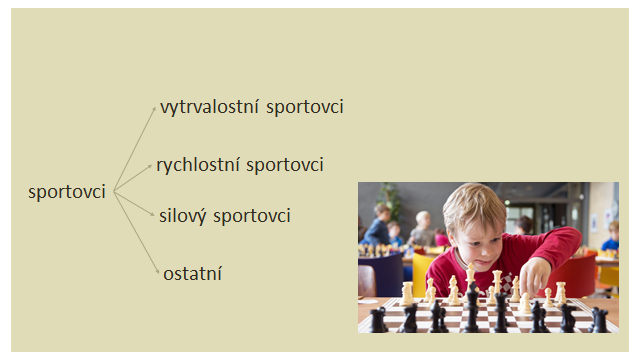 vytrvalostní sportovci
rychlostní sportovci
sportovci
silový sportovci
ostatní